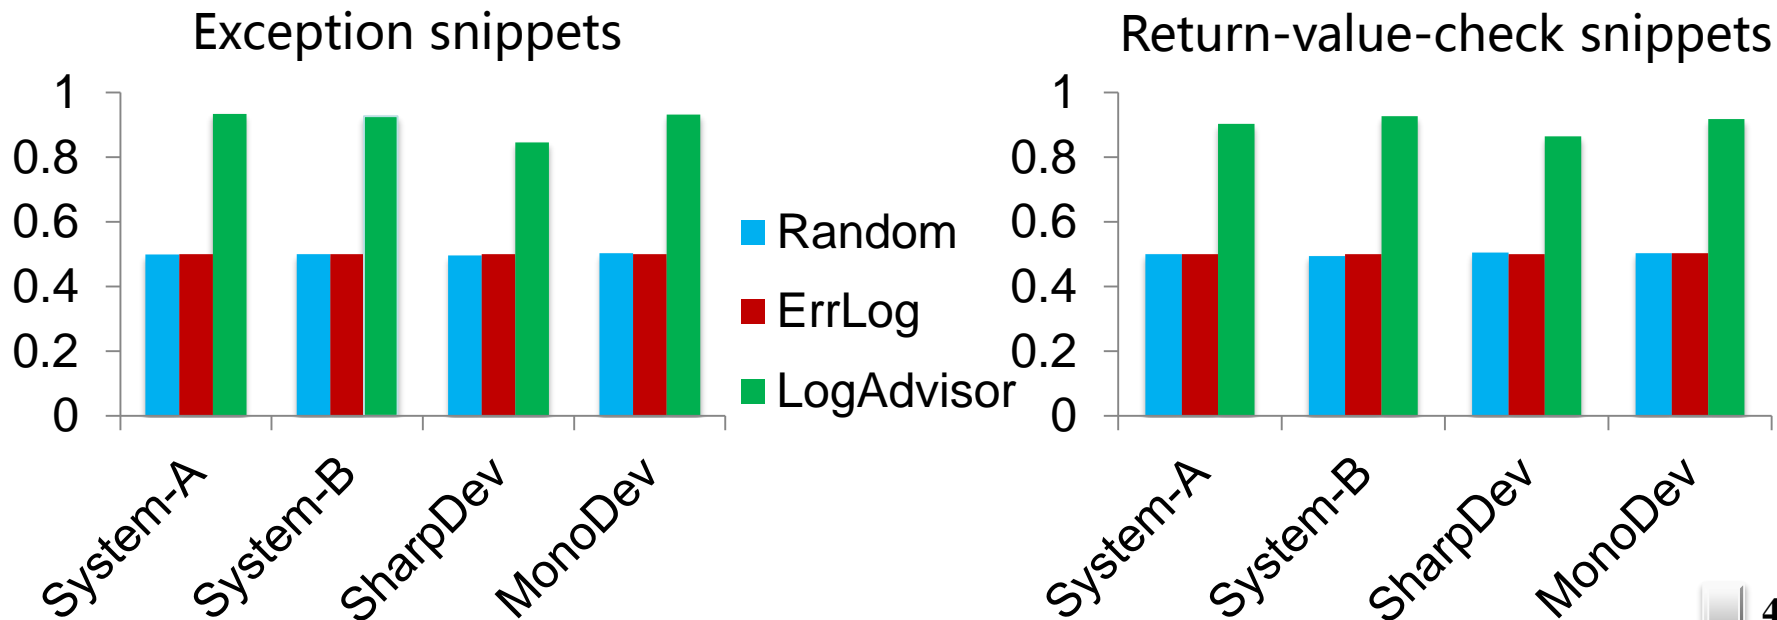 Exception snippets
1
0.8
0.6
0.4
0.2
0
System-A
System-B
SharpDev
MonoDev
Random
ErrLog
LogAdvisor
Return-value-check snippets
1
0.8
0.6
0.4
0.2
0
System-A
System-B
SharpDev
MonoDev